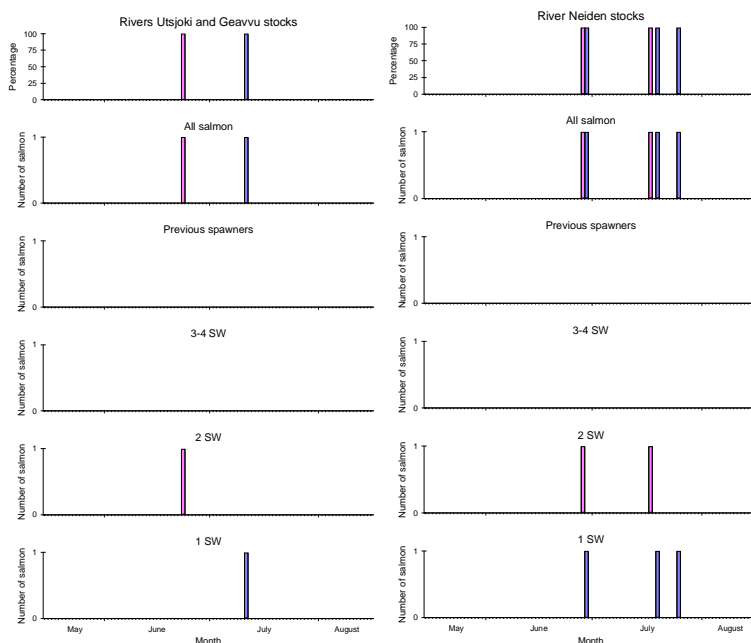 Rivers Utsjoki and Geavvu stocks
Percentage
100
75
50
25
0
All salmon
Number of salmon
1
0
Previous spawners
Number of salmon
1
0
3-4 SW
Number of salmon
1
0
2 SW
Number of salmon
1
0
1 SW
Number of salmon
1
0
May June July August
Month
River Neiden stocks
Percentage
100
75
50
25
0
All salmon
Number of salmon
1
0
Previous spawners
Number of salmon
1
0
3-4 SW
Number of salmon
1
0
2 SW
Number of salmon
1
0
1 SW
Number of salmon
1
0
May June July August
Month